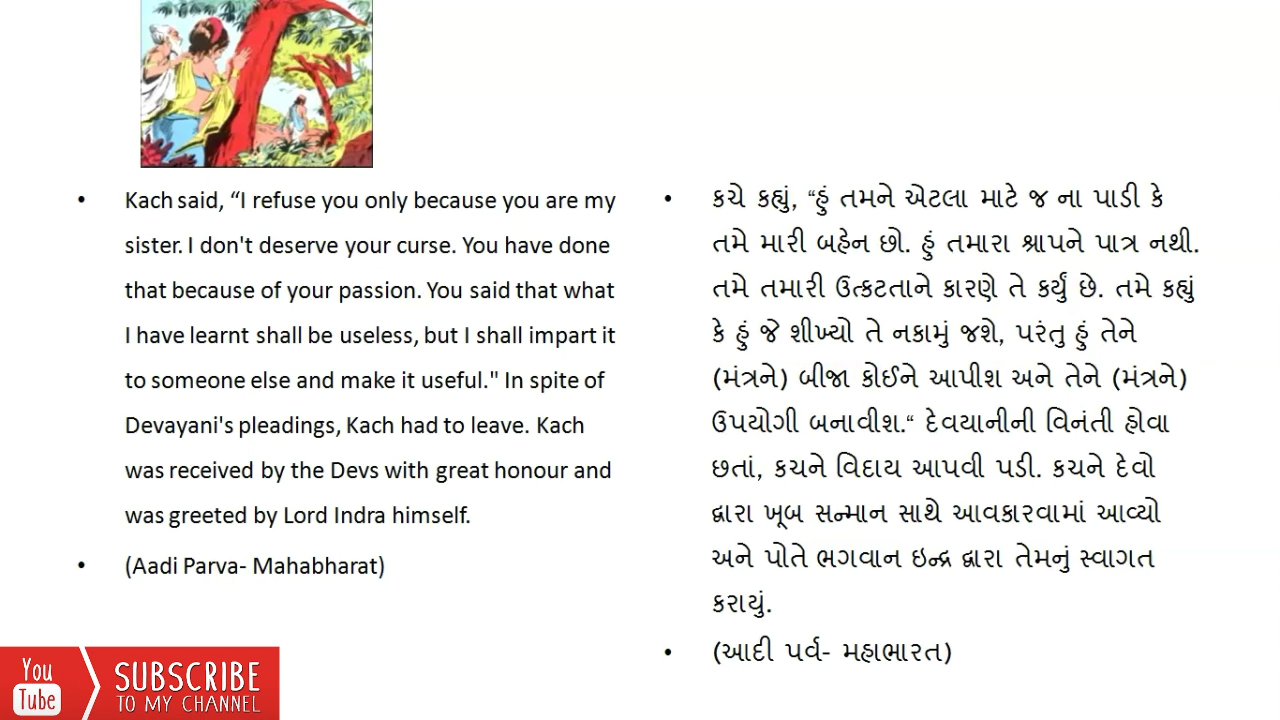 • Kach said, “I refuse you only because you are my
sister. I don't deserve your curse. You have done
that because of your passion. You said that what
I have learnt shall be useless, but I shall impart it
to someone else and make it useful." In spite of
Devayani's pleadings, Kach had to leave. Kach
was received by the Devs with great honour and
was greeted by Lord Indra himself.
• (Aadi Parva- Mahabharat)
• કચે કહ્યું, “હું તમને એટલા માટે જ ના પાડી કે
તમે મારી બહેન છો. હું તમારા શ્રાપને પાત્ર નથી.
તમે તમારી ઉત્કટતાને કારણે તે કર્યું છે. તમે કહ્યું
કે હું જે શીખ્યો તે નકામું જશે, પરંતુ હું તેને
(મંત્રને) બીજા કોઈને આપીશ અને તેને (મંત્રને)
ઉપયોગી બનાવીશ.“ દેવયાનીની વિનંતી હોવા
છતાં, કચને વિદાય આપવી પડી. કચને દેવો
દ્વારા ખૂબ સન્માન સાથે આવકારવામાં આવ્યો
અને પોતે ભગવાન ઇન્દ્ર દ્વારા તેમનું સ્વાગત
કરાયું.
• (આદી પર્વ- મહાભારત)
You
Tube
SUBSCRIBE
TO MY CHANNEL